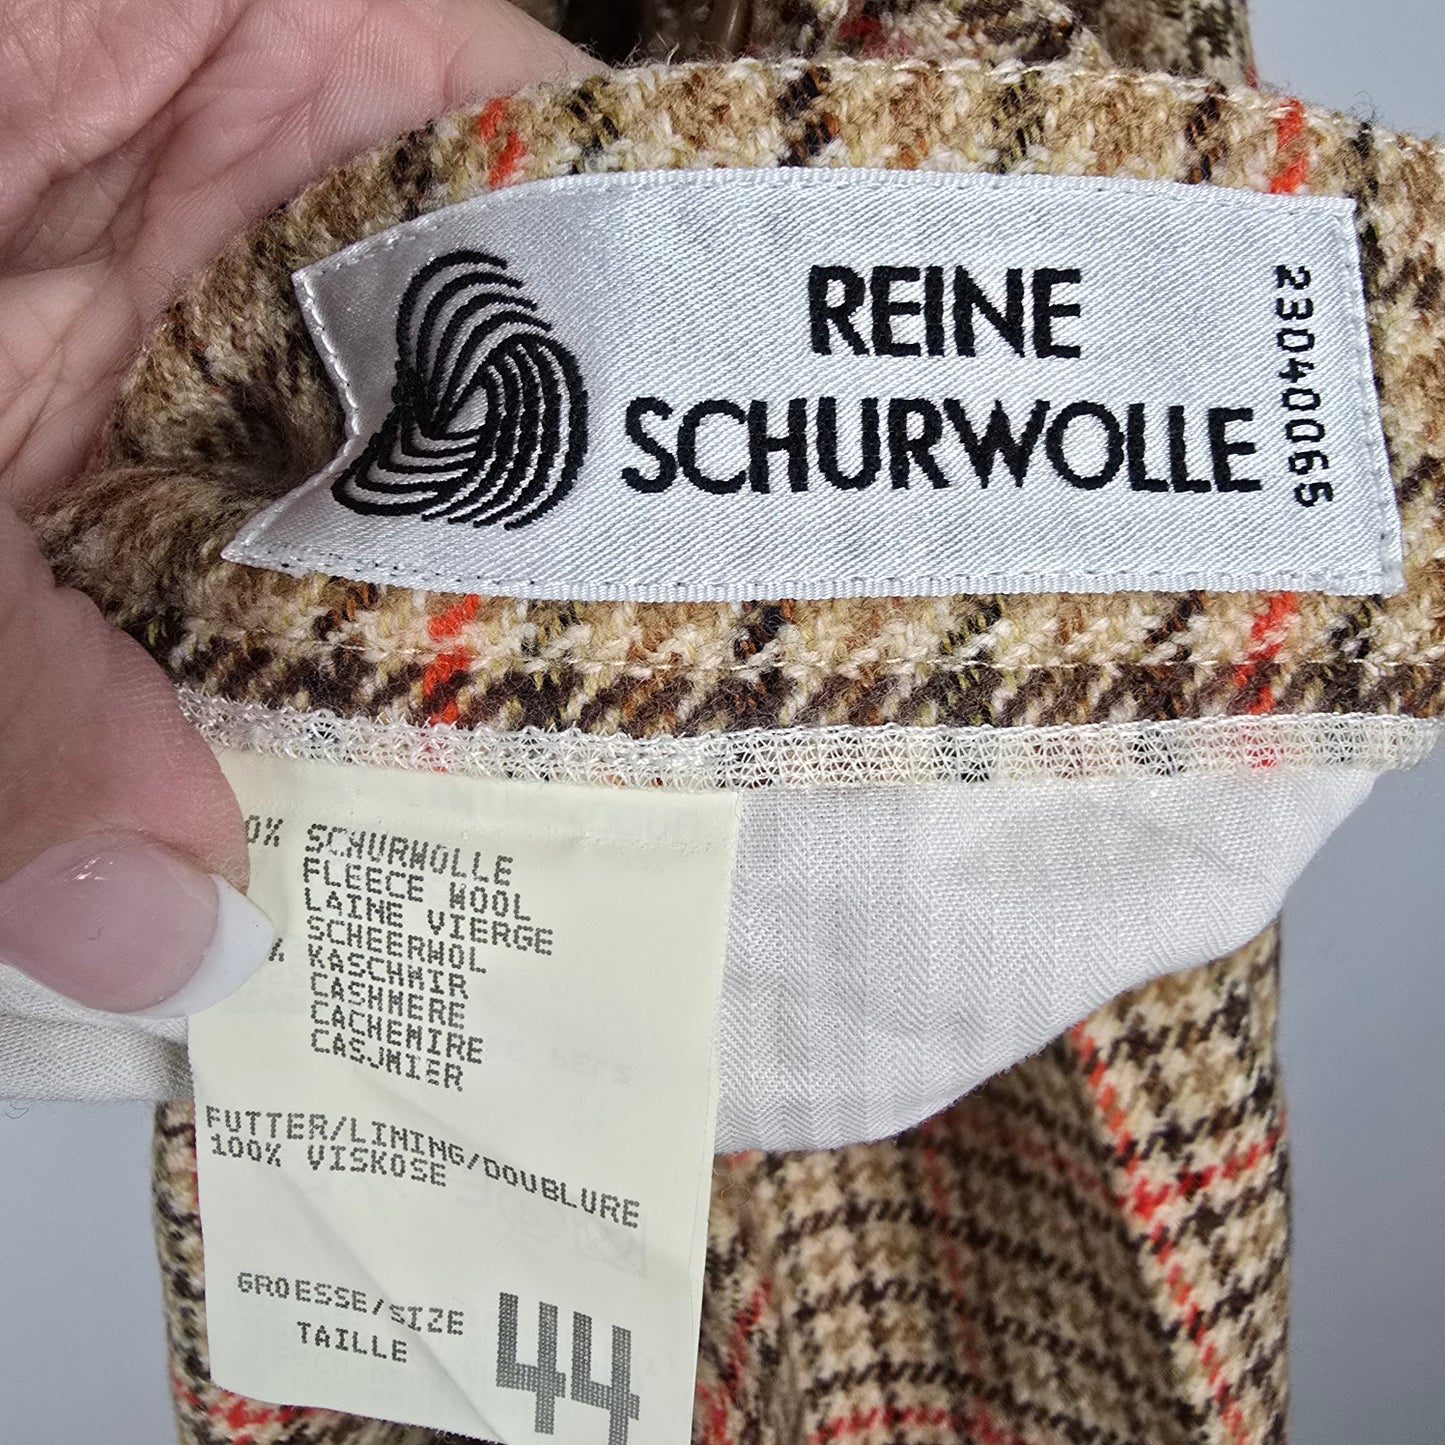 REINE
SCHURWOLLE
23040065
0% SCHURWOLLE
FLEECE WOOL
LAINE VIERGE
SCHEERWOL
% KASCHMIR
CASHMERE
CACHEMIRE
CASJMIER
FUTTER/LINING/DOUBLURE
100% VISKOSE
GROESSE/SIZE
TAILLE
44